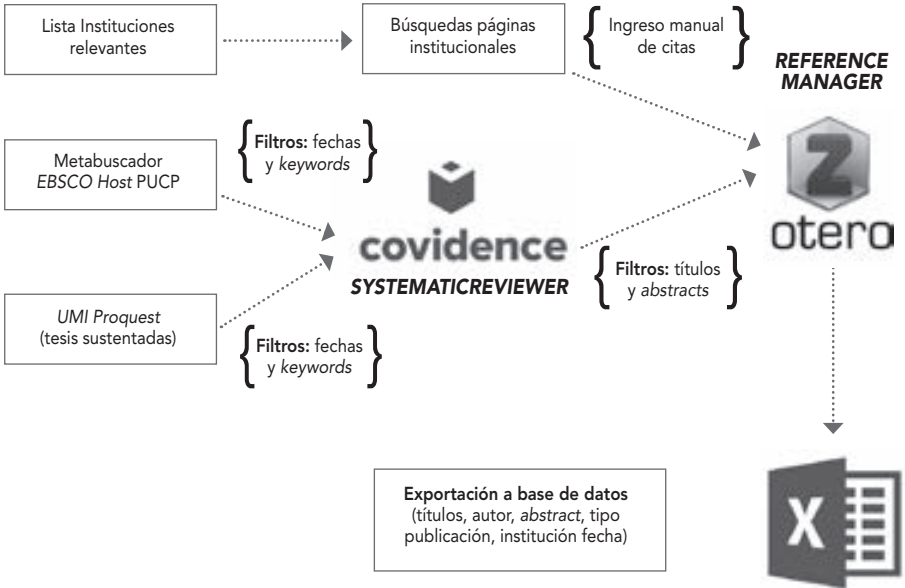 Lista Instituciones
relevantes
Búsquedas páginas
institucionales
Ingreso manual
de citas
REFERENCE
MANAGER
Metabuscador
EBSCO Host PUCP
Filtros: fechas
y keywords
covidence
SYSTEMATICREVIEWER
Z
otero
UMI Proquest
(tesis sustentadas)
Filtros: fechas
y keywords
Filtros: títulos
y abstracts
Exportación a base de datos
(títulos, autor, abstract, tipo
publicación, institución fecha)
X